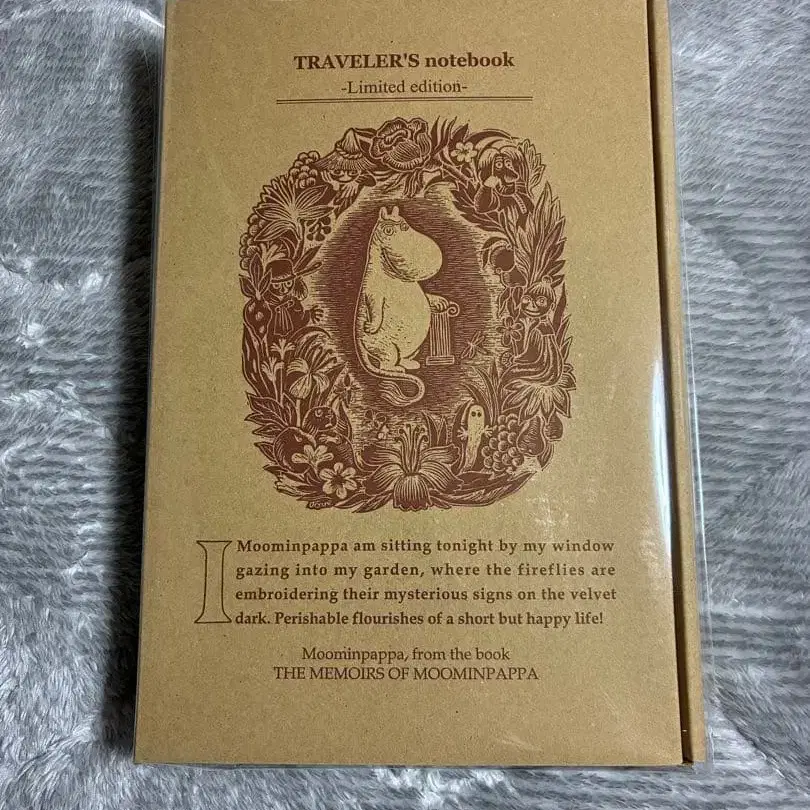 TRAVELER'S notebook
-Limited edition-
I Moominpappa am sitting tonight by my window
gazing into my garden, where the fireflies are
embroidering their mysterious signs on the velvet
dark. Perishable flourishes of a short but happy life!
Moominpappa, from the book
THE MEMOIRS OF MOOMINPAPPA